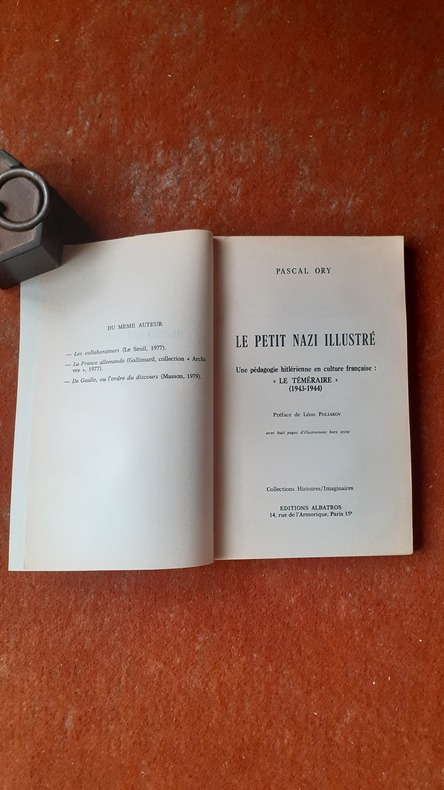 DU MEME AUTEUR
— Les collaborateurs (Le Seuil, 1977).
— La France allemande (Gallimard, collection « Archi-
ves », 1977).
— De Gaulle, ou l'ordre du discours (Masson, 1979).
PASCAL ORY
LE PETIT NAZI ILLUSTRÉ
Une pédagogie hitlérienne en culture française :
« LE TÉMÉRAIRE »
(1943-1944)
Préface de Léon POLIAKOV
avec huit pages d'illustrations hors texte
Collections Histoires/Imaginaires
EDITIONS ALBATROS
14, rue de l'Armorique, Paris 15e